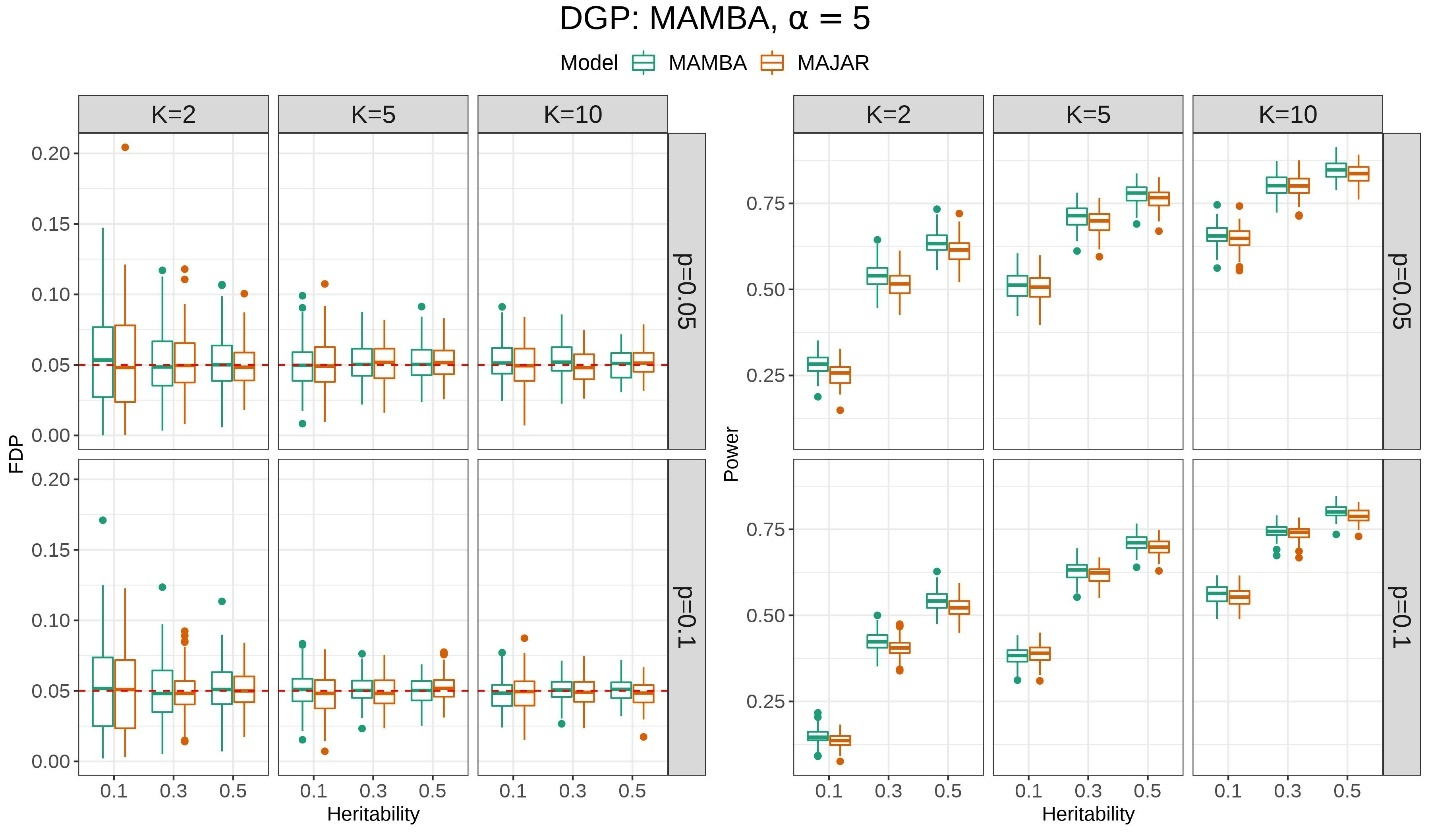 DGP: MAMBA, α = 5
Model MAMBA MAJAR
K=2 K=5 K=10
0.20
0.15
0.10
0.05
0.00
p=0.05
0.20
0.15
0.10
0.05
0.00
p=0.1
FDP
0.1 0.3 0.5 0.1 0.3 0.5 0.1 0.3 0.5
Heritability
K=2 K=5 K=10
0.75
0.50
0.25
p=0.05
0.75
0.50
0.25
p=0.1
Power
0.1 0.3 0.5 0.1 0.3 0.5 0.1 0.3 0.5
Heritability